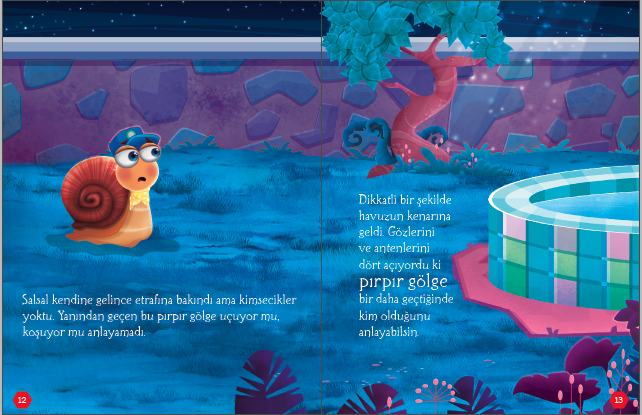 Salsal kendine gelince etrafına bakındı ama kimsecikler
yoktu. Yanından geçen bu pırpır gölge uçuyor mu,
koşuyor mu anlayamadı.
12
Dikkatli bir şekilde
havuzun kenarına
geldi. Gözlerini
ve antenlerini
dört açıyordu ki
pırpır gölge
bir daha geçtiğinde
kim olduğunu
anlayabilsin.
13